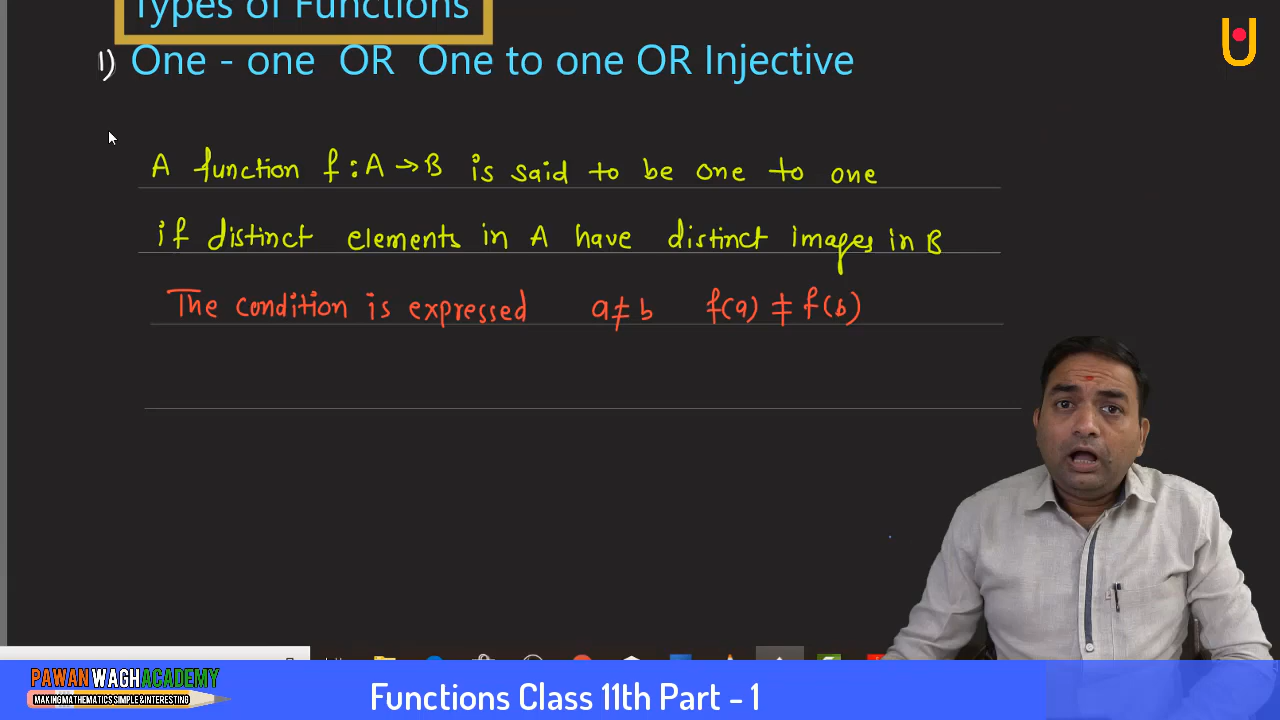 Types of Functions
1) One - one OR One to one OR Injective
A function f : A → B is said to be one to one
if distinct elements in A have distinct images in B
The condition is expressed a ≠ b f(a) ≠ f(b)
PAWAN WAGH ACADEMY
MAKING MATHEMATICS SIMPLE & INTERESTING
Functions Class 11th Part - 1